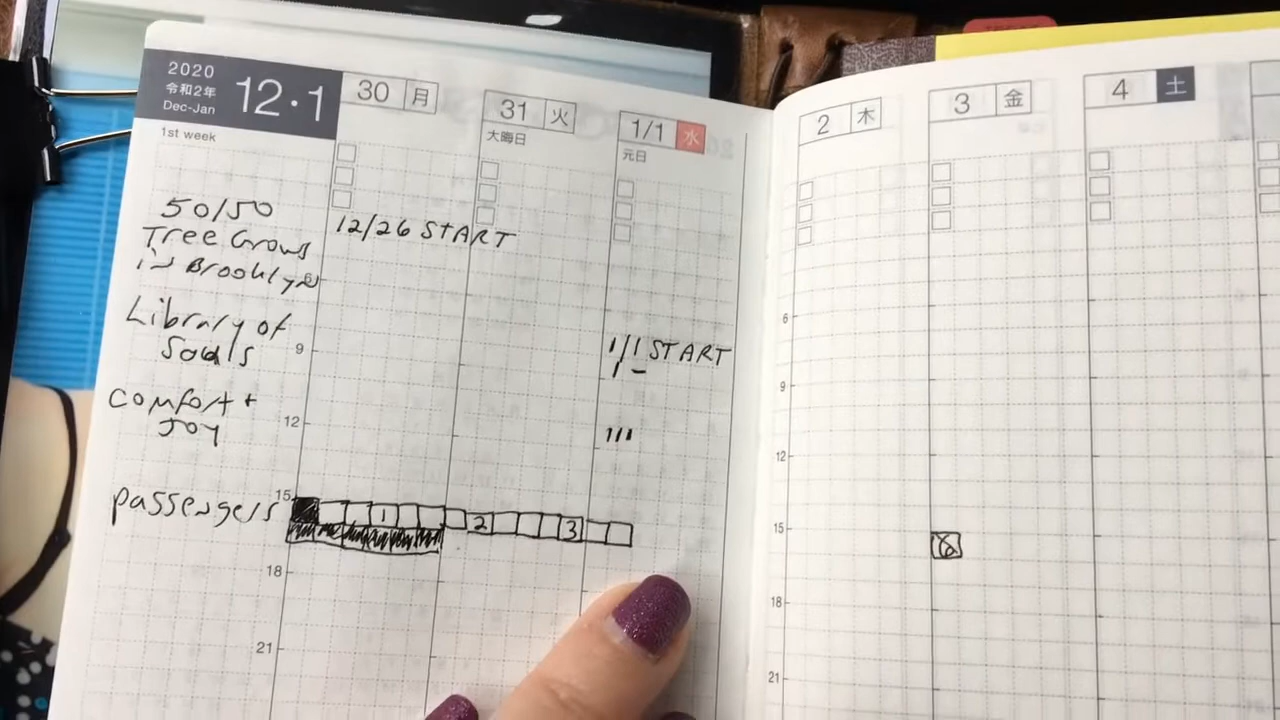 2020
令和2年
Dec-Jan
12・1
1st week
30 月
31 火
大晦日
1/1 水
元日
2 木
3 金
4 土
50/50
Tree Grows
in Brooklyn
12/26 START
6
Library of
Souls
9
1/1 START
1 -
Comfort +
Joy
12
111
passengers
15
1 2 3
18
21
6
9
12
15
18
21